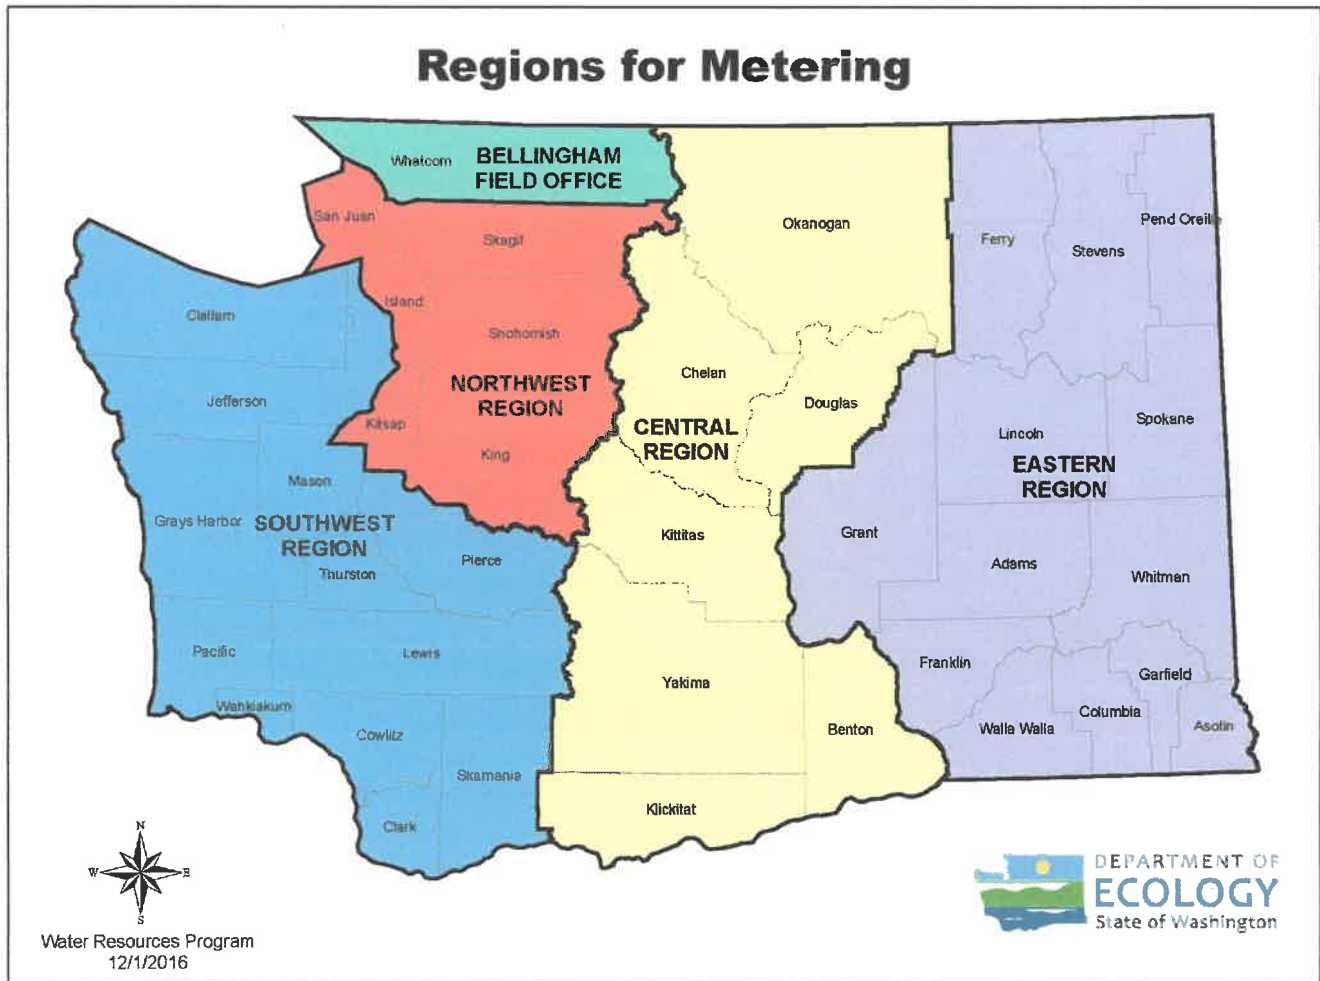 Regions for Metering
Whatcom
BELLINGHAM
FIELD OFFICE
San Juan
Skagit
Okanogan
Ferry
Stevens
Pend Oreille
Clallam
Island
Snohomish
Chelan
Douglas
Jefferson
NORTHWEST
REGION
Kitsap
King
CENTRAL
REGION
Lincoln
Spokane
EASTERN
REGION
Mason
Grays Harbor
SOUTHWEST
REGION
Thurston
Pierce
Kittitas
Grant
Adams
Whitman
Pacific
Lewis
Yakima
Franklin
Garfield
Wahkiakum
Cowlitz
Skamania
Benton
Walla Walla
Columbia
Asotin
Clark
Klickitat
N
W
E
S
Water Resources Program
12/1/2016
DEPARTMENT OF
ECOLOGY
State of Washington